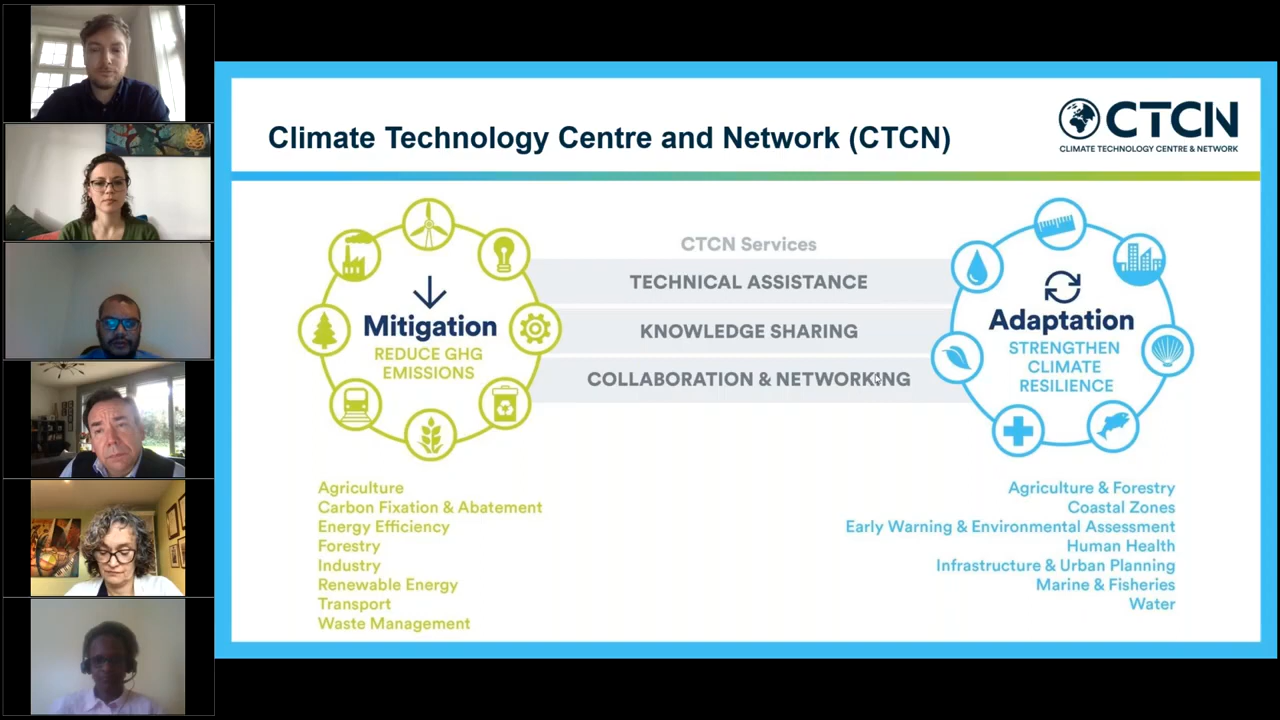 Climate Technology Centre and Network (CTCN)
CTCN
CLIMATE TECHNOLOGY CENTRE & NETWORK
CTCN Services
TECHNICAL ASSISTANCE
KNOWLEDGE SHARING
COLLABORATION & NETWORKING
Mitigation
REDUCE GHG
EMISSIONS
Adaptation
STRENGTHEN
CLIMATE
RESILIENCE
Agriculture
Carbon Fixation & Abatement
Energy Efficiency
Forestry
Industry
Renewable Energy
Transport
Waste Management
Agriculture & Forestry
Coastal Zones
Early Warning & Environmental Assessment
Human Health
Infrastructure & Urban Planning
Marine & Fisheries
Water